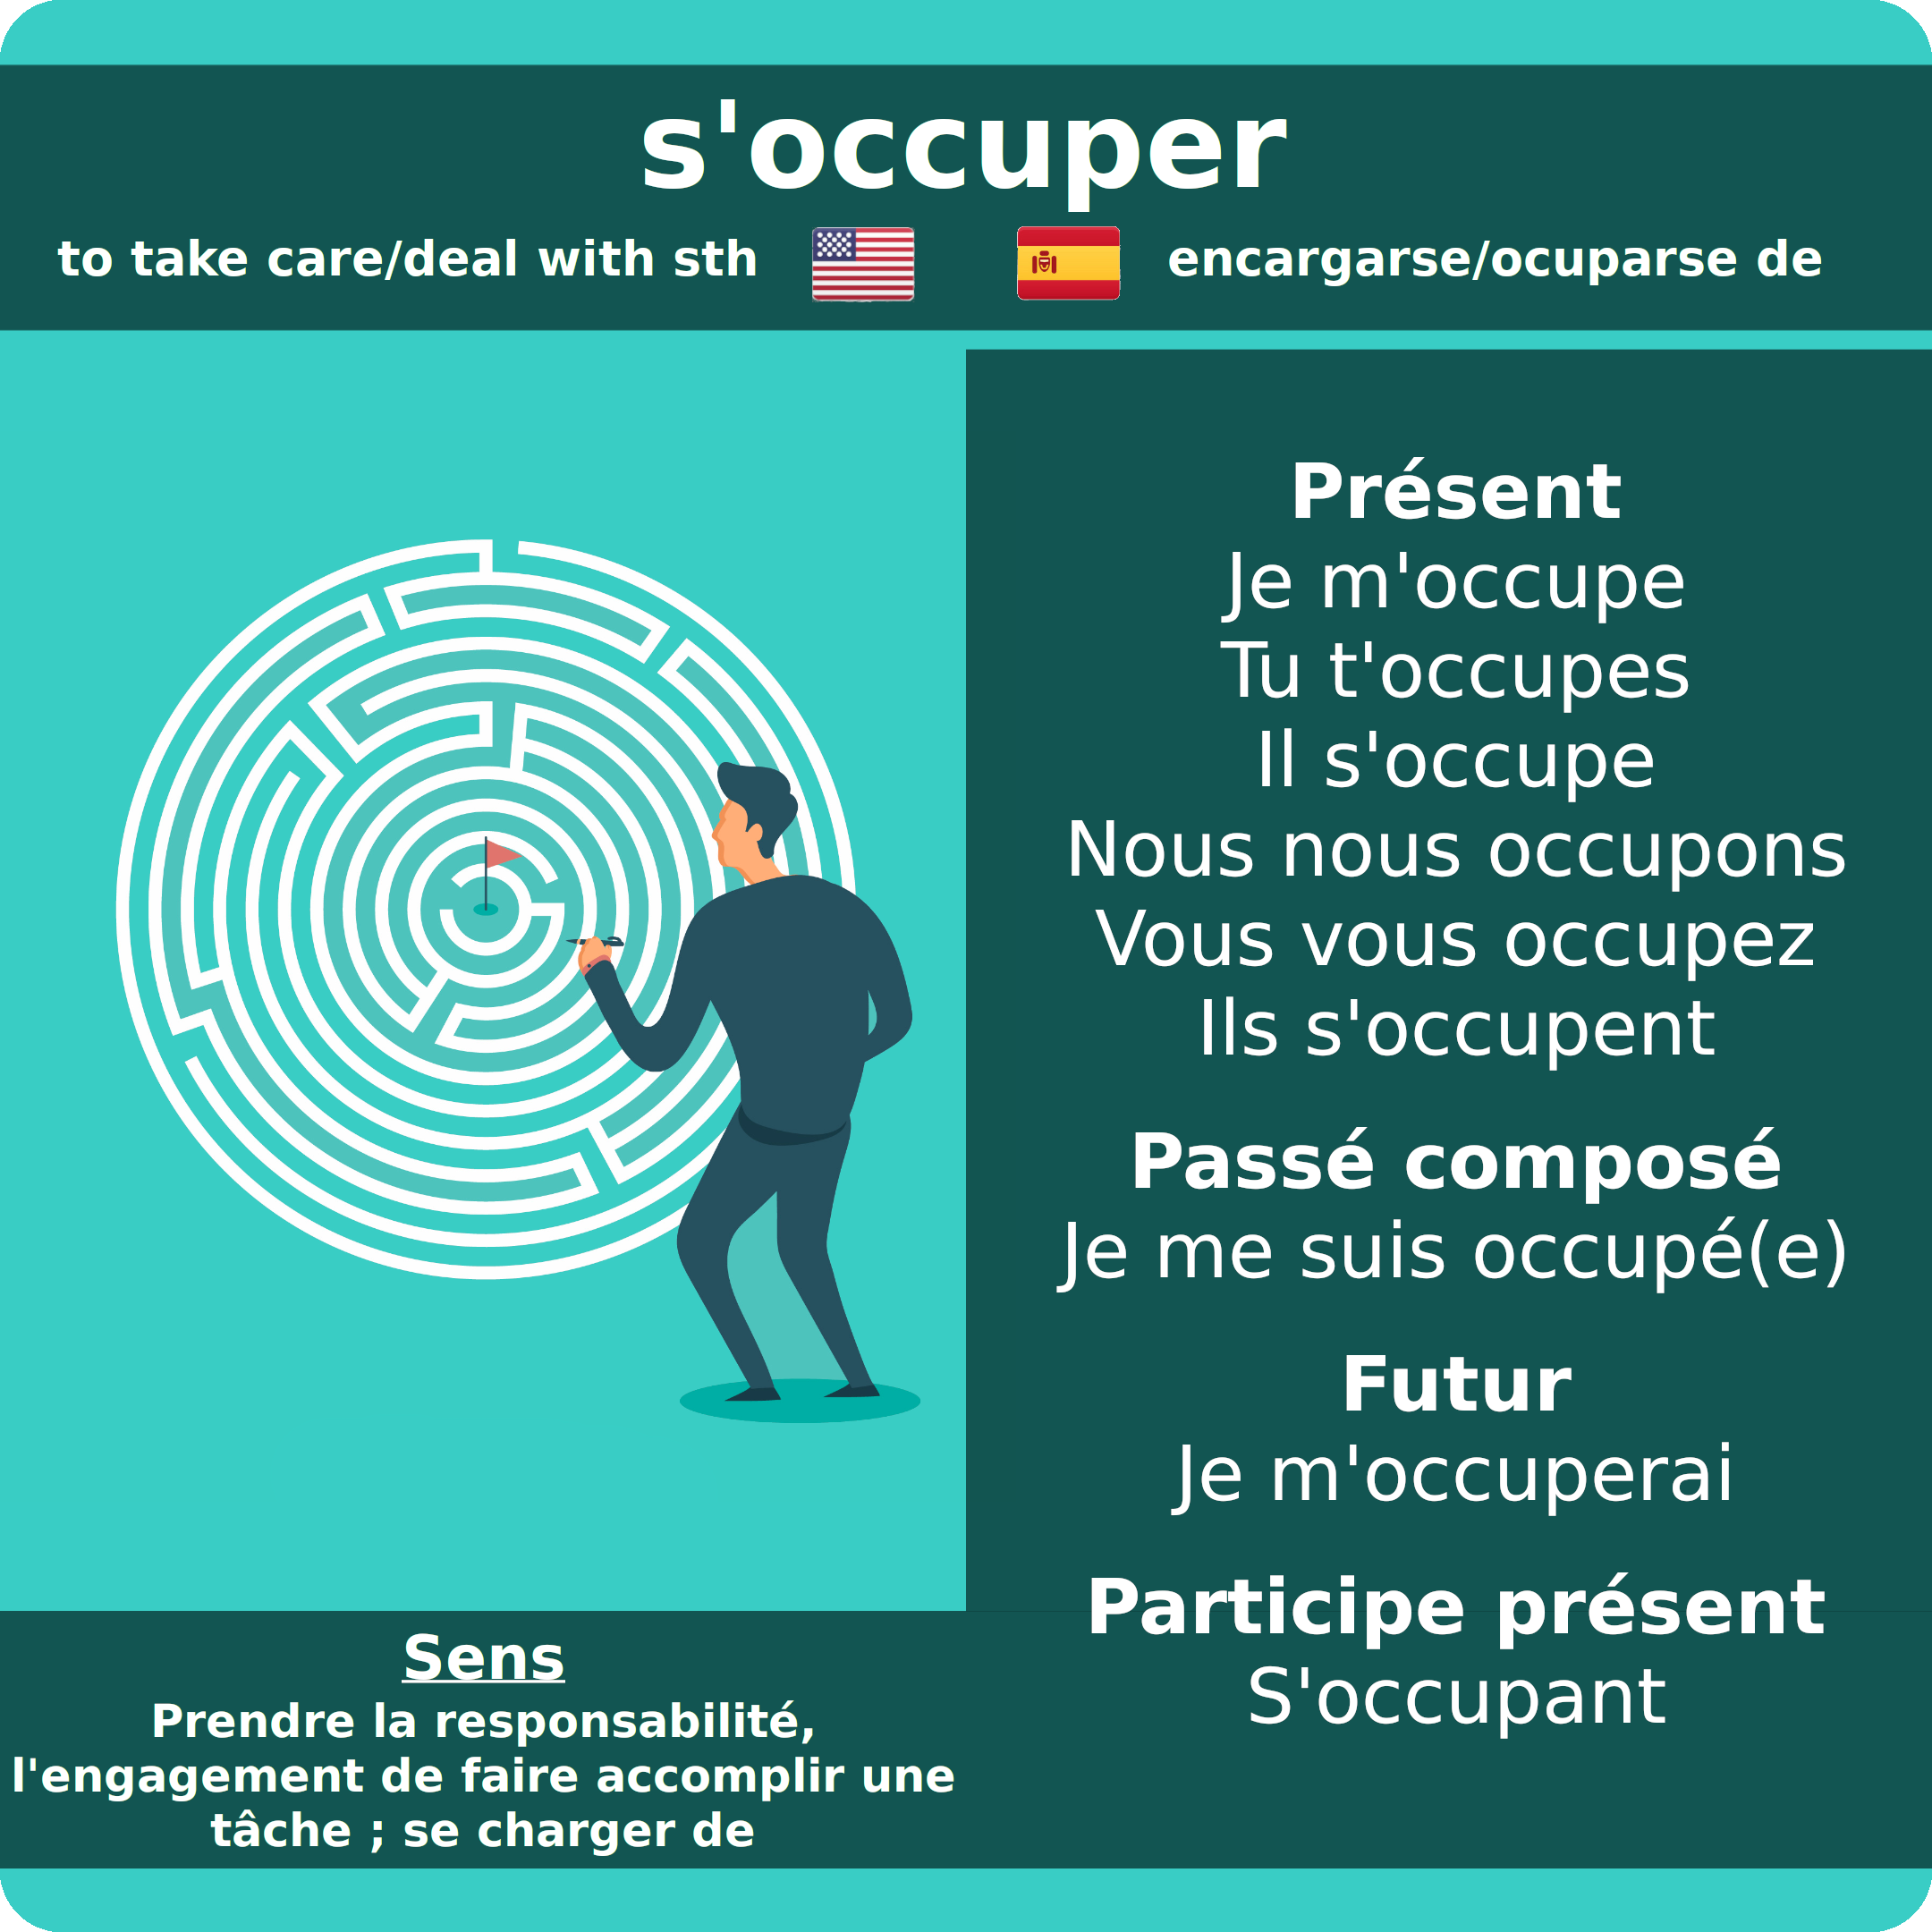 s'occuper
to take care/deal with sth
encargarse/ocuparse de
Présent
Je m'occupe
Tu t'occupes
Il s'occupe
Nous nous occupons
Vous vous occupez
Ils s'occupent
Passé composé
Je me suis occupé(e)
Futur
Je m'occuperai
Participe présent
S'occupant
Sens
Prendre la responsabilité,
l'engagement de faire accomplir une
tâche ; se charger de